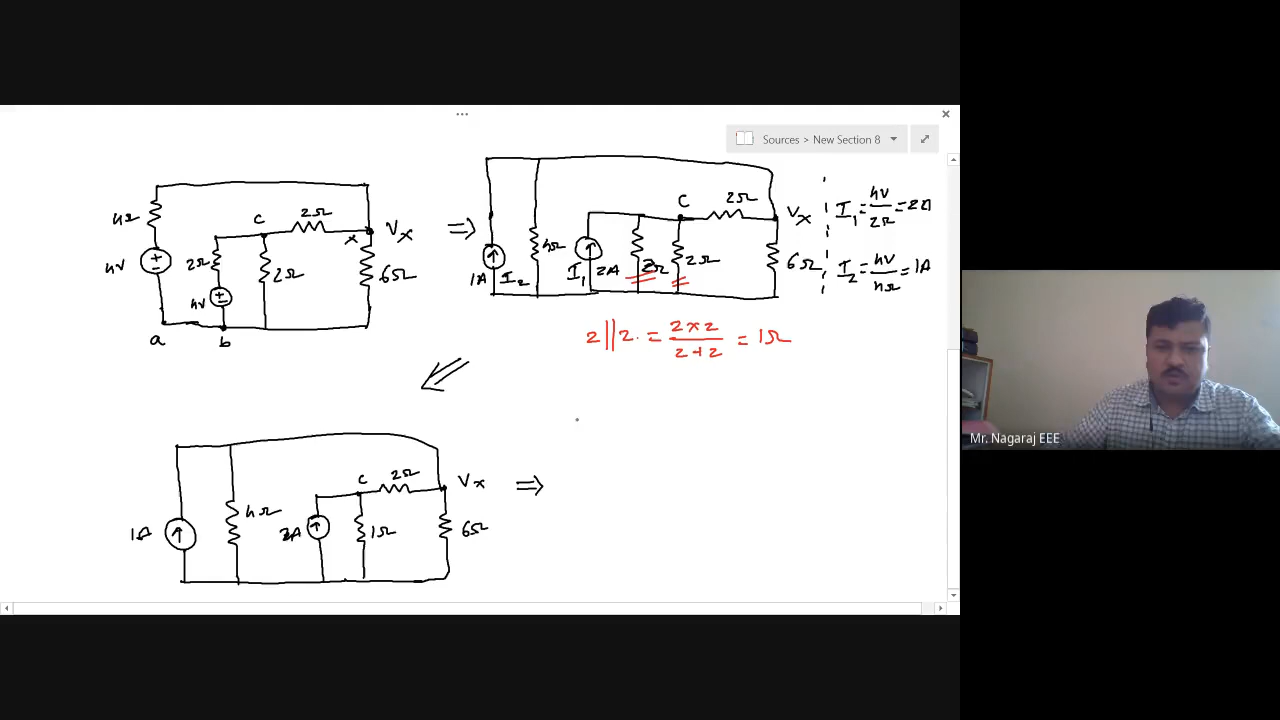 Sources > New Section 8
4Ω
4V
2Ω
4V
a
b
C
2Ω
2Ω
x
Vx
6Ω
⇒
1A
I2
4Ω
I1
2A
2Ω
C
2Ω
2Ω
Vx
6Ω
I1 = 4V/2Ω = 2A
I2 = 4V/4Ω = 1A
2||2 = 2×2/2+2 = 1Ω
1A
4Ω
2A
C
1Ω
2Ω
Vx
6Ω
⇒
Mr. Nagaraj EEE